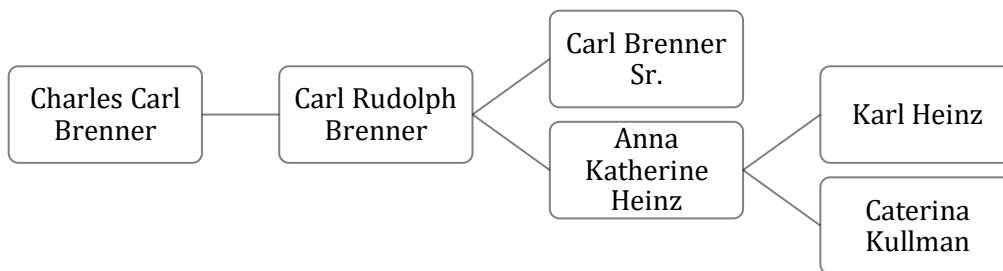 Charles Carl
Brenner
Carl Rudolph
Brenner
Carl Brenner
Sr.
Anna
Katherine
Heinz
Karl Heinz
Caterina
Kullman